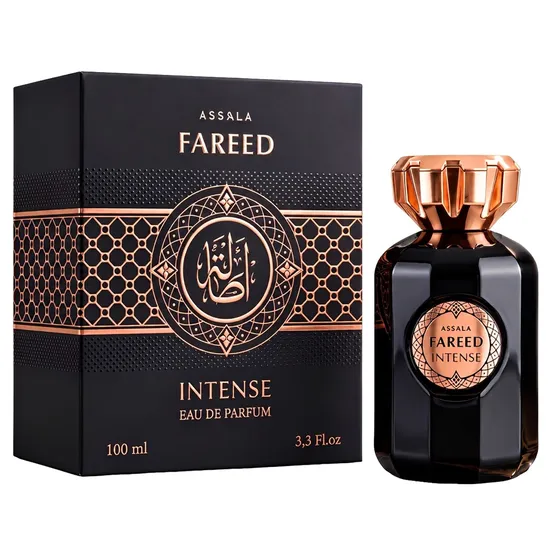 ASSALA
FAREED
أصالة
INTENSE
EAU DE PARFUM
100 ml
3,3 Fl.oz
ASSALA
FAREED
INTENSE